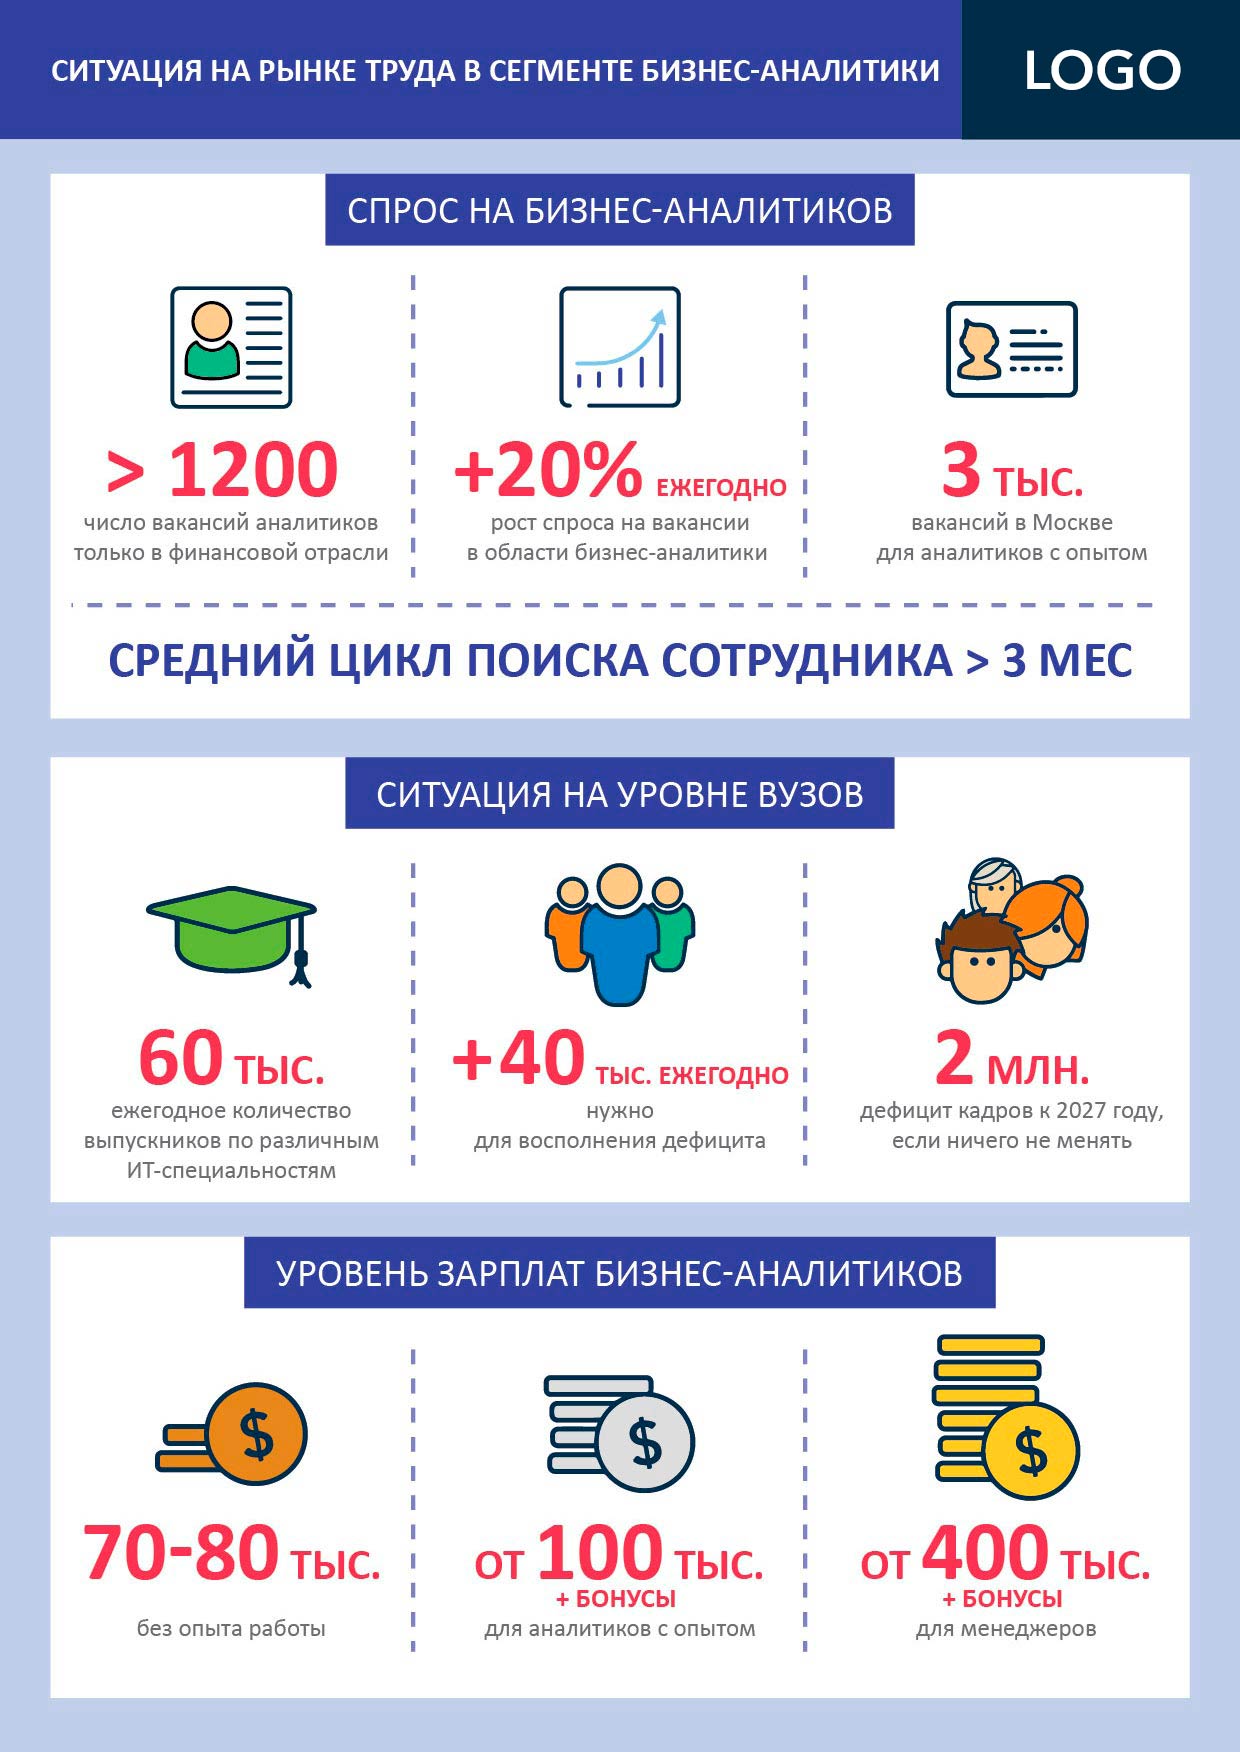 СИТУАЦИЯ НА РЫНКЕ ТРУДА В СЕГМЕНТЕ БИЗНЕС-АНАЛИТИКИ
LOGO
СПРОС НА БИЗНЕС-АНАЛИТИКОВ
> 1200
число вакансий аналитиков
только в финансовой отрасли
+20% ЕЖЕГОДНО
рост спроса на вакансии
в области бизнес-аналитики
3 ТЫС.
вакансий в Москве
для аналитиков с опытом
СРЕДНИЙ ЦИКЛ ПОИСКА СОТРУДНИКА > 3 МЕС
СИТУАЦИЯ НА УРОВНЕ ВУЗОВ
60 ТЫС.
ежегодное количество
выпускников по различным
ИТ-специальностям
+40 ТЫС. ЕЖЕГОДНО
нужно
для восполнения дефицита
2 МЛН.
дефицит кадров к 2027 году,
если ничего не менять
УРОВЕНЬ ЗАРПЛАТ БИЗНЕС-АНАЛИТИКОВ
$
70-80 ТЫС.
без опыта работы
$
ОТ 100 ТЫС.
+ БОНУСЫ
для аналитиков с опытом
$
ОТ 400 ТЫС.
+ БОНУСЫ
для менеджеров